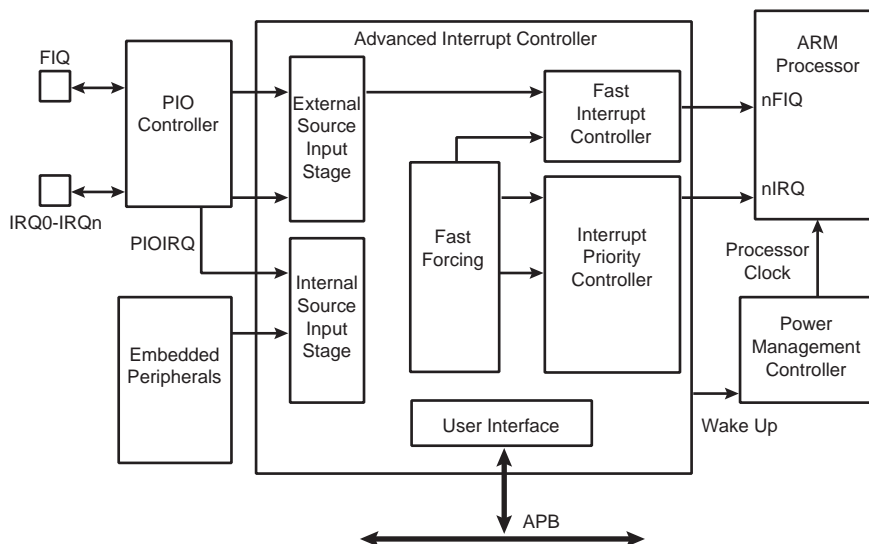 Advanced Interrupt Controller
FIQ
PIO
Controller
IRQ0-IRQn
PIOIRQ
Embedded
Peripherals
External
Source
Input
Stage
Internal
Source
Input
Stage
Fast
Forcing
Fast
Interrupt
Controller
Interrupt
Priority
Controller
User Interface
APB
ARM
Processor
nFIQ
nIRQ
Processor
Clock
Power
Management
Controller
Wake Up